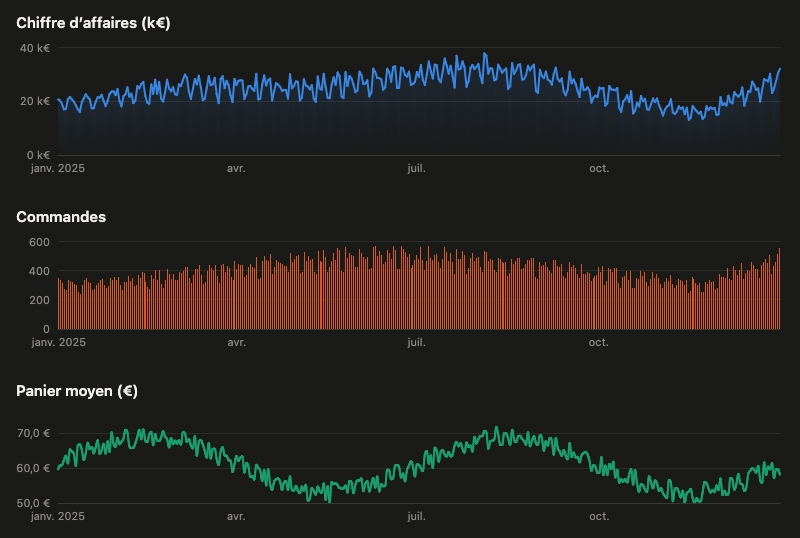 Chiffre d’affaires (k€)
40 k€
20 k€
0 k€
janv. 2025 avr. juil. oct.
Commandes
600
400
200
0
janv. 2025 avr. juil. oct.
Panier moyen (€)
70,0 €
60,0 €
50,0 €
janv. 2025 avr. juil. oct.